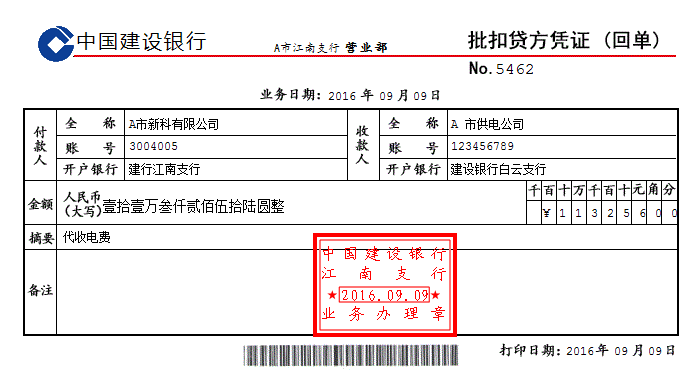 中国建设银行 A市江南支行 营业部 批扣贷方凭证（回单）
No.5462
业务日期：2016 年 09 月 09日
付款人 全 称 A市新科有限公司 收款人 全 称 A 市供电公司
账 号 3004005 账 号 123456789
开户银行 建行江南支行 开户银行 建设银行白云支行
金额 人民币(大写)壹拾壹万叁仟贰佰伍拾陆圆整 千百十万千百十元角分
¥11325600
摘要 代收电费
备注
中国建设银行
江南支行
★2016.09.09★
业务办理章
打印日期：2016年 09月 09日